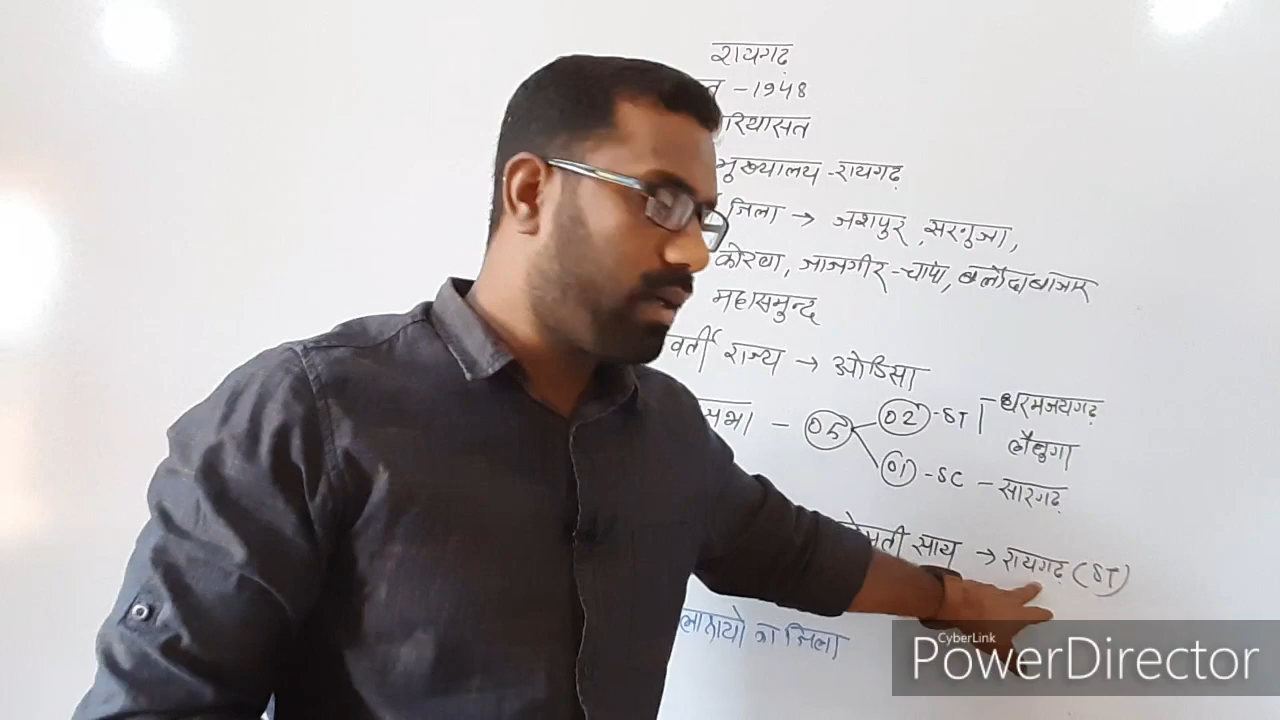 रायगढ़
त - 1948
रियासत
मुख्यालय - रायगढ़
जिला → जशपुर, सरगुजा,
कोरबा, जांजगीर-चांपा, बलौदाबाजार
महासमुन्द
वर्ती राज्य → ओडिसा
सभा - 05 02 - ST धरमजयगढ़
लैलुंगा
01 - SC - सारगढ़
मती साय → रायगढ़ (ST)
का जिला
CyberLink
PowerDirector